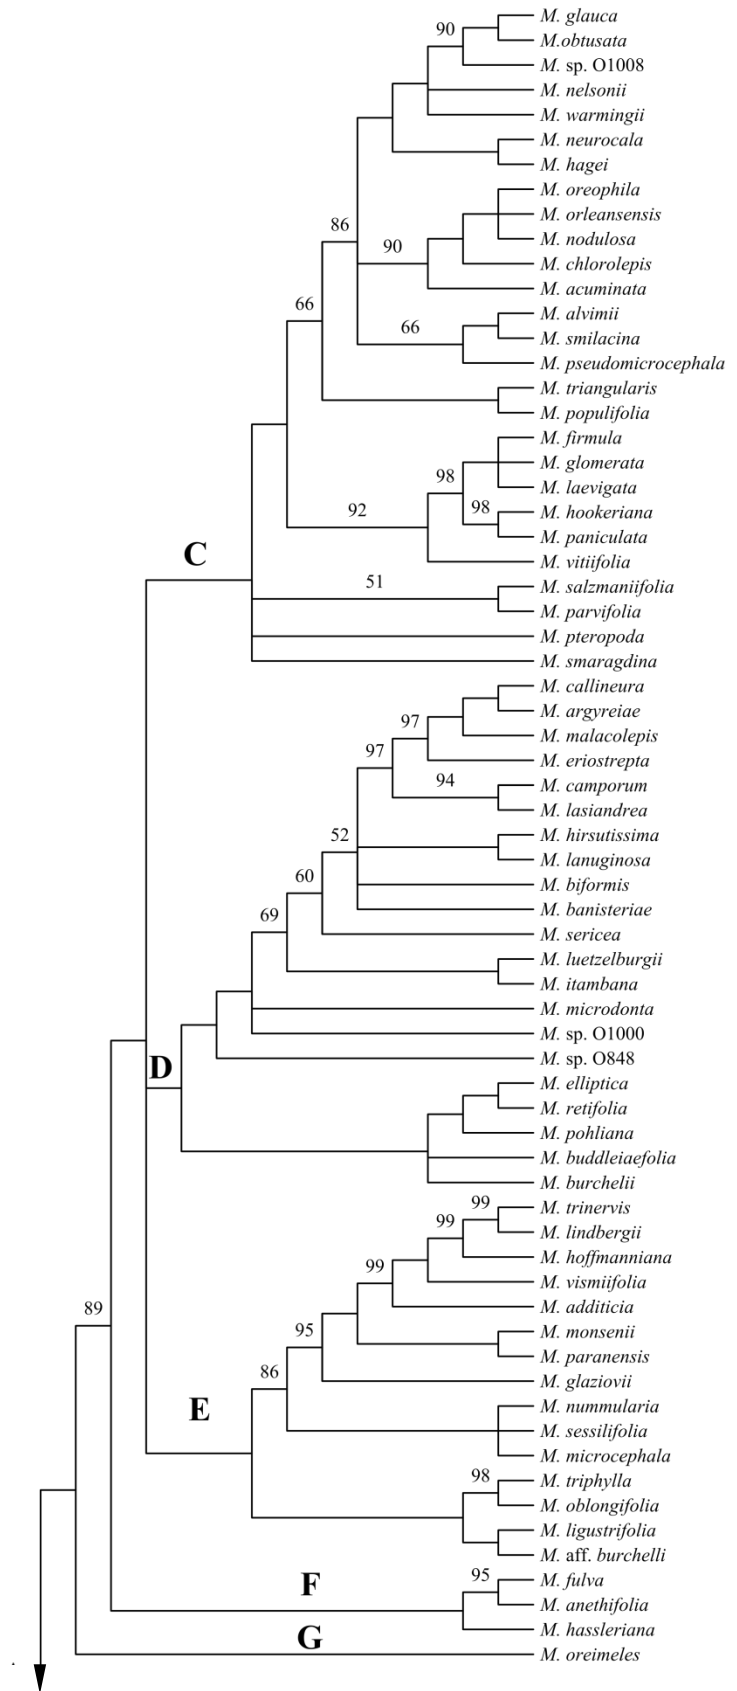 M. glauca
90
M.obtusata
M. sp. O1008
M. nelsonii
M. warmingii
M. neurocala
M. hagei
M. oreophila
M. orleansensis
86
M. nodulosa
90
M. chlorolepis
M. acuminata
66
M. alvimii
66
M. smilacina
M. pseudomicrocephala
M. triangularis
M. populifolia
M. firmula
M. glomerata
98
M. laevigata
92
98
M. hookeriana
M. paniculata
C
M. vitiifolia
51
M. salzmaniifolia
M. parvifolia
M. pteropoda
M. smaragdina
M. callineura
M. argyreiae
97
M. malacolepis
97
M. eriostrepta
94
M. camporum
M. lasiandrea
52
M. hirsutissima
M. lanuginosa
60
M. biformis
M. banisteriae
69
M. sericea
M. luetzelburgii
M. itambana
M. microdonta
M. sp. O1000
M. sp. O848
D
M. elliptica
M. retifolia
M. pohliana
M. buddleiaefolia
M. burchelii
99
M. trinervis
99
M. lindbergii
M. hoffmanniana
99
M. vismiifolia
M. additicia
89
95
M. monsenii
M. paranensis
86
M. glaziovii
E
M. nummularia
M. sessilifolia
M. microcephala
98
M. triphylla
M. oblongifolia
M. ligustrifolia
M. aff. burchelli
F
95
M. fulva
M. anethifolia
M. hassleriana
G
M. oreimeles